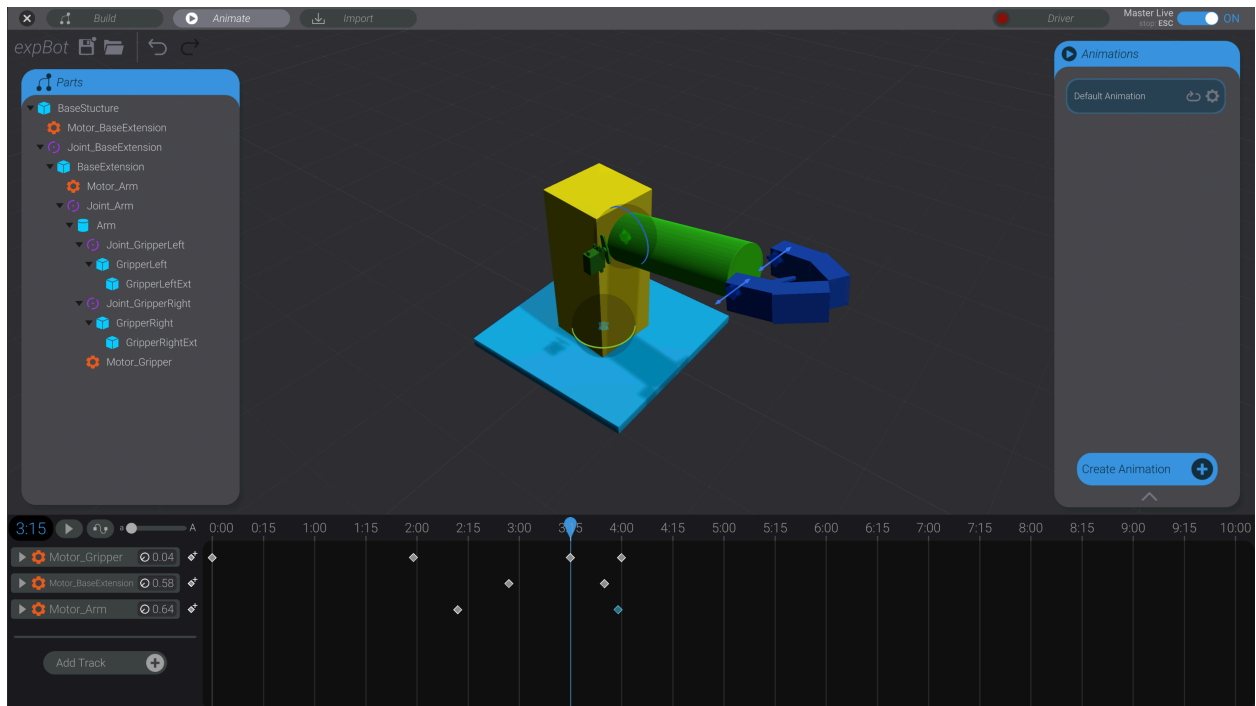 Build
Animate
Import
Driver
Master Live
stop: ESC
ON
expBot
Parts
BaseStucture
Motor_BaseExtension
Joint_BaseExtension
BaseExtension
Motor_Arm
Joint_Arm
Arm
Joint_GripperLeft
GripperLeft
GripperLeftExt
Joint_GripperRight
GripperRight
GripperRightExt
Motor_Gripper
Animations
Default Animation
Create Animation
3:15 a A 0:00 0:15 1:00 1:15 2:00 2:15 3:00 3:15 4:00 4:15 5:00 5:15 6:00 6:15 7:00 7:15 8:00 8:15 9:00 9:15 10:00
Motor_Gripper 0.04
Motor_BaseExtension 0.58
Motor_Arm 0.64
Add Track